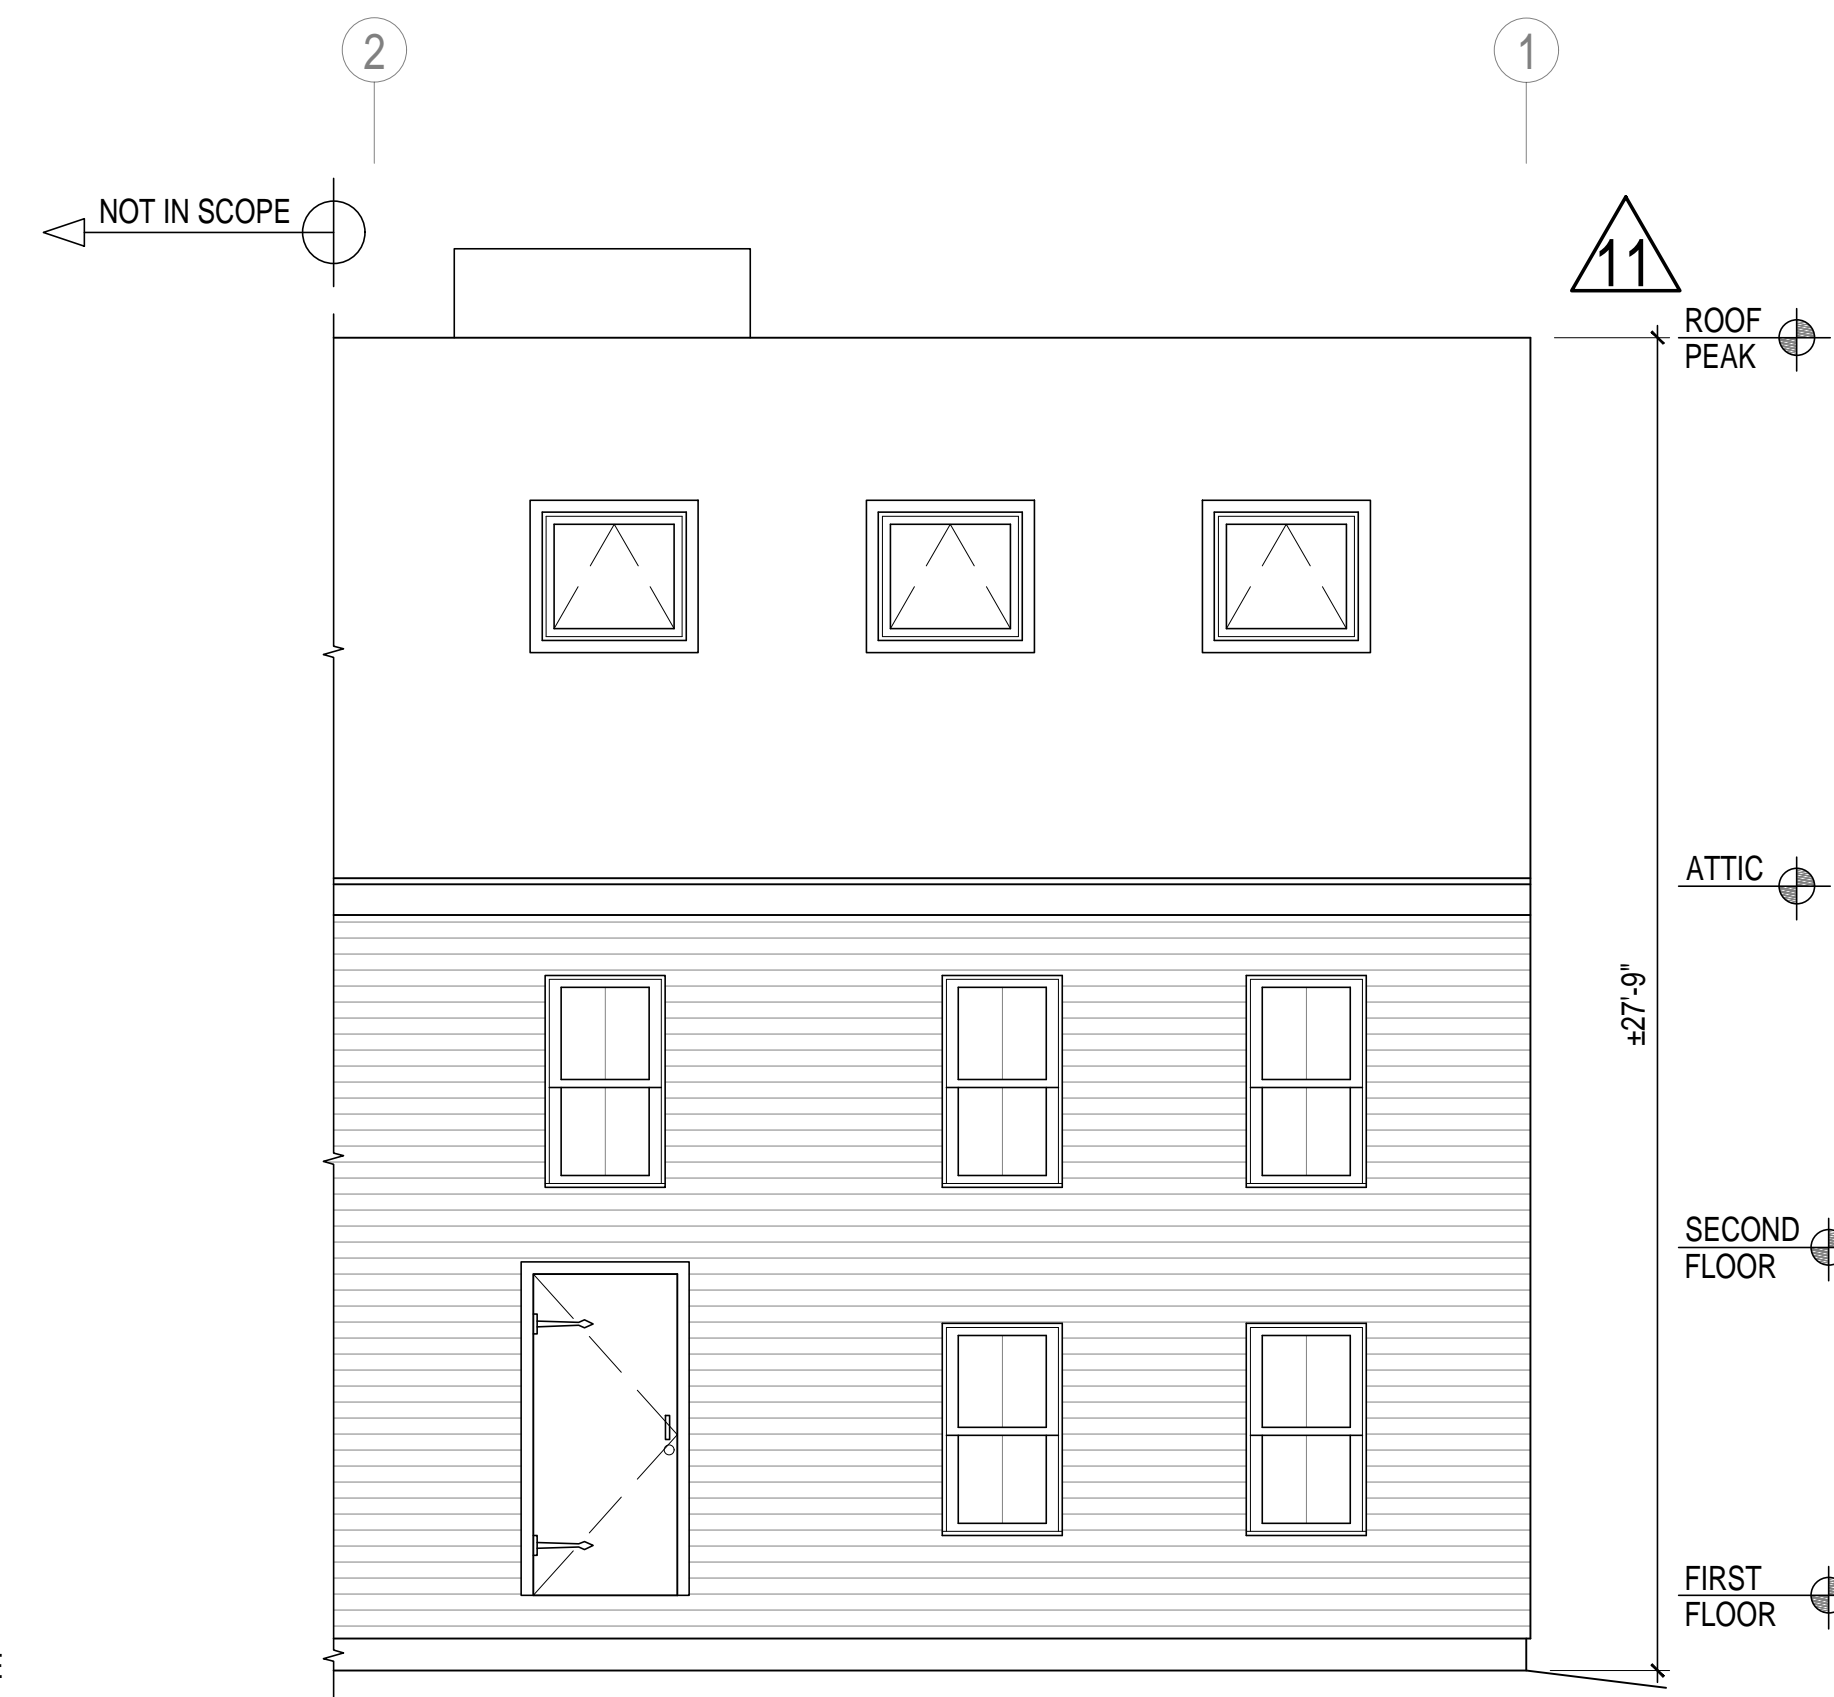 2
1
NOT IN SCOPE
11
ROOF
PEAK
ATTIC
±27'-9"
SECOND
FLOOR
FIRST
FLOOR